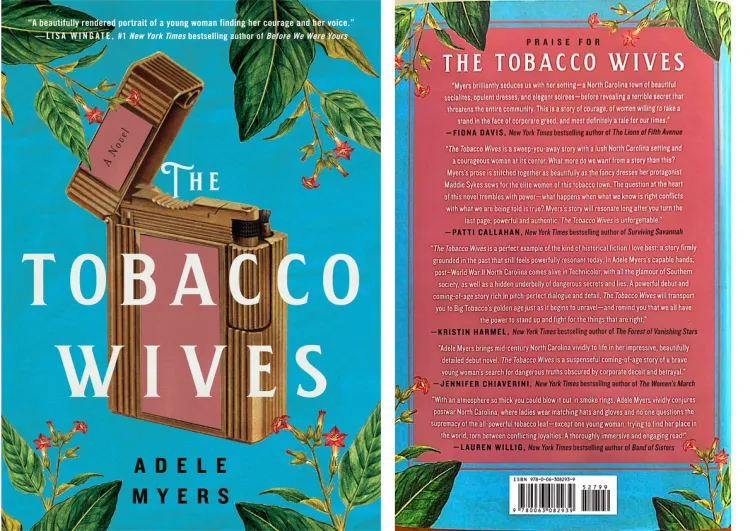 "A beautifully rendered portrait of a young woman finding her courage and her voice."
—LISA WINGATE, #1 New York Times bestselling author of Before We Were Yours
A Novel
THE
TOBACCO
WIVES
ADELE
MYERS
PRAISE FOR
THE TOBACCO WIVES
"Myers brilliantly seduces us with her setting—a North Carolina town of beautiful
socialites, opulent dresses, and elegant soirees—before revealing a terrible secret that
threatens the entire community. This is a story of courage, of women willing to take a
stand in the face of corporate greed, and most definitely a tale for our times."
—FIONA DAVIS, New York Times bestselling author of The Lions of Fifth Avenue
"The Tobacco Wives is a sweep-you-away story with a lush North Carolina setting and
a courageous woman at its center. What more do we want from a story than this?
Myers's prose is stitched together as beautifully as the fancy dresses her protagonist
Maddie Sykes sews for the elite women of this tobacco town. The question at the heart
of this novel trembles with power—what happens when what we know is right conflicts
with what we are being told is true? Myers's story will resonate long after you turn the
last page; powerful and authentic, The Tobacco Wives is unforgettable."
—PATTI CALLAHAN, New York Times bestselling author of Surviving Savannah
"The Tobacco Wives is a perfect example of the kind of historical fiction I love best: a story firmly
grounded in the past that still feels powerfully resonant today. In Adele Myers's capable hands,
post–World War II North Carolina comes alive in Technicolor, with all the glamour of Southern
society, as well as a hidden underbelly of dangerous secrets and lies. A powerful debut and
coming-of-age story rich in pitch-perfect dialogue and detail, The Tobacco Wives will transport
you to Big Tobacco's golden age just as it begins to unravel—and remind you that we all have
the power to stand up and fight for the things that are right."
—KRISTIN HARMEL, New York Times bestselling author of The Forest of Vanishing Stars
"Adele Myers brings mid-century North Carolina vividly to life in her impressive, beautifully
detailed debut novel. The Tobacco Wives is a suspenseful coming-of-age story of a brave
young woman's search for dangerous truths obscured by corporate deceit and betrayal."
—JENNIFER CHIAVERINI, New York Times bestselling author of The Women's March
"With an atmosphere so thick you could blow it out in smoke rings, Adele Myers vividly conjures
postwar North Carolina, where ladies wear matching hats and gloves and no one questions the
supremacy of the all-powerful tobacco leaf—except one young woman, trying to find her place in
the world, torn between conflicting loyalties. A thoroughly immersive and engaging read!"
—LAUREN WILLIG, New York Times bestselling author of Band of Sisters
ISBN 978-0-06-308293-9
52799
9 780063 082939